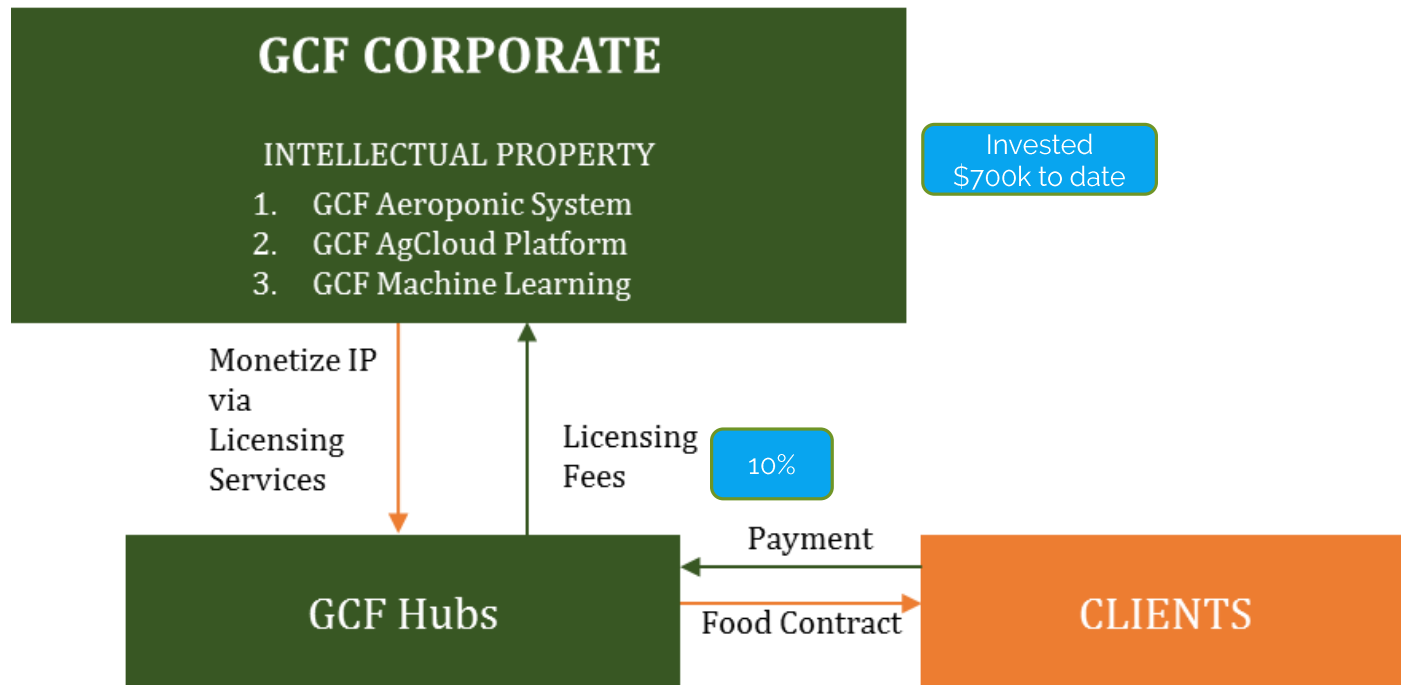 GCF CORPORATE
INTELLECTUAL PROPERTY
1. GCF Aeroponic System
2. GCF AgCloud Platform
3. GCF Machine Learning
Invested
$700k to date
Monetize IP
via
Licensing
Services
Licensing
Fees
10%
Payment
Food Contract
GCF Hubs
CLIENTS